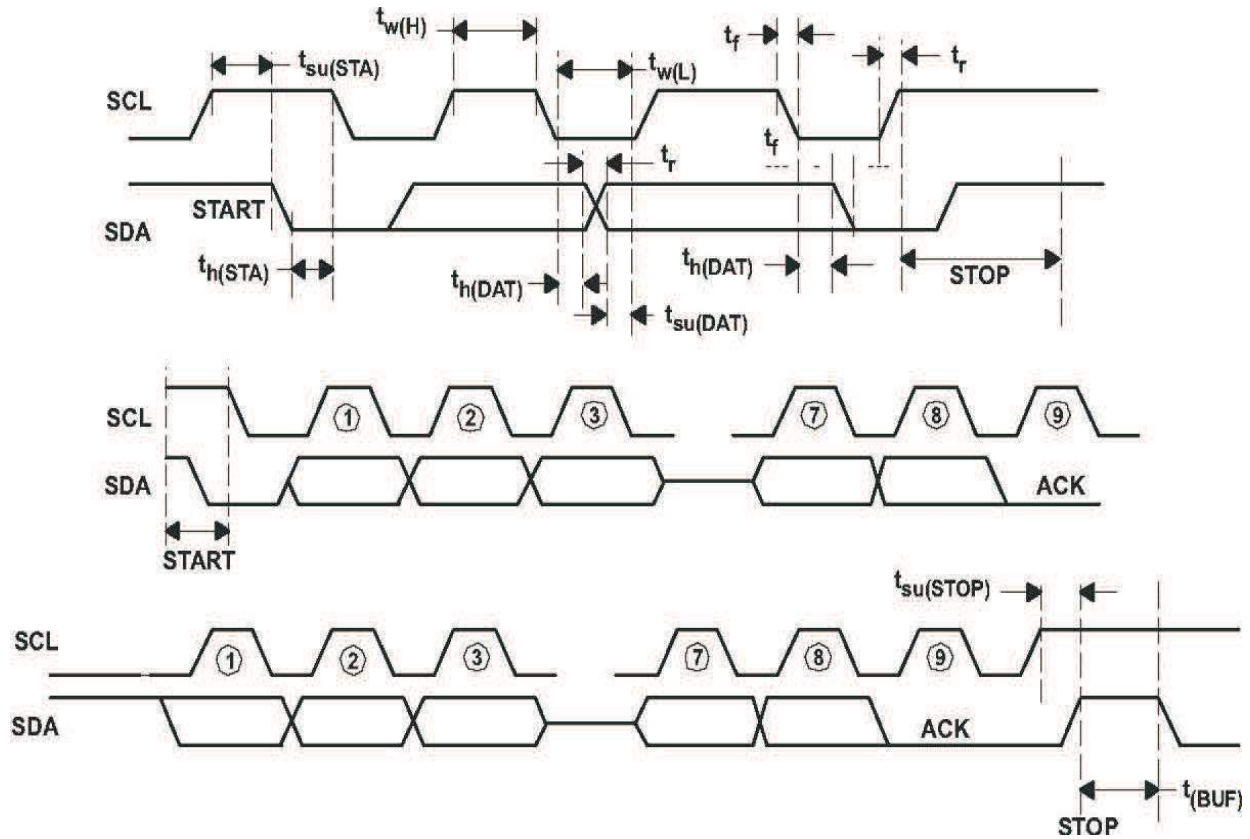 tw(H)
tf
tsu(STA)
tw(L)
tr
SCL
tf
tr
START
SDA
th(STA)
th(DAT)
th(DAT)
STOP
tsu(DAT)
SCL
1 2 3 7 8 9
SDA
ACK
START
tsu(STOP)
SCL
1 2 3 7 8 9
SDA
ACK
t(BUF)
STOP